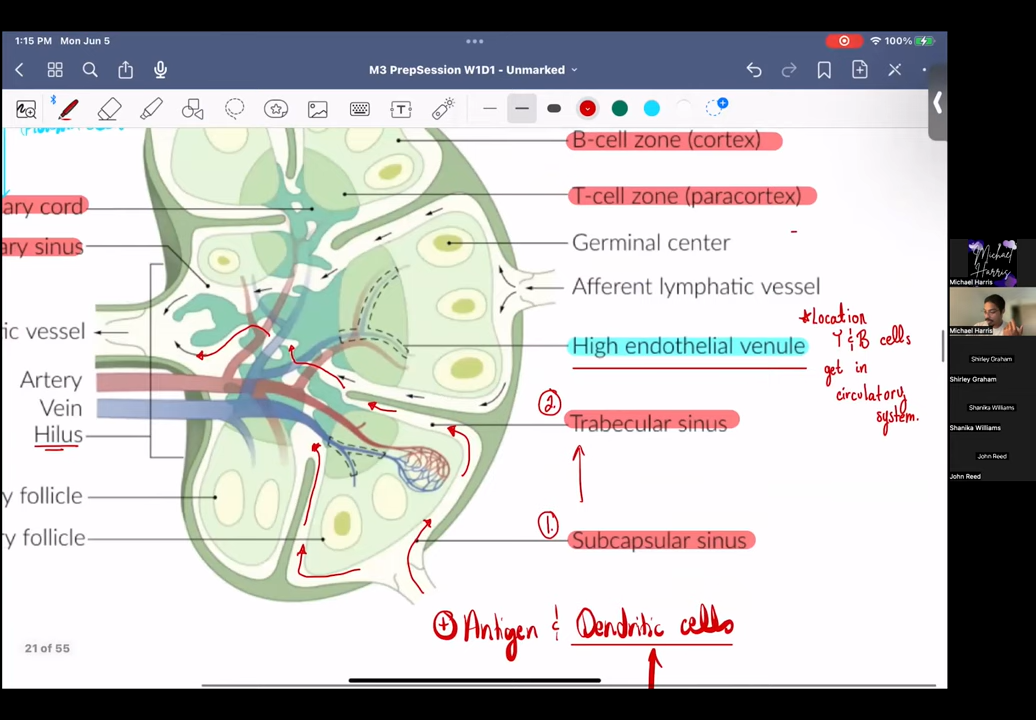 1:15 PM Mon Jun 5
100%
M3 PrepSession W1D1 - Unmarked
B-cell zone (cortex)
T-cell zone (paracortex)
ary cord
ary sinus
Germinal center
Afferent lymphatic vessel
*Location
T & B cells
get in
circulatory
system.
ic vessel
High endothelial venule
Artery
Vein
Hilus
2.
Trabecular sinus
y follicle
y follicle
1.
Subcapsular sinus
+ Antigen & Dendritic cells
21 of 55
Michael
Harris
Michael Harris
Michael Harris
Shirley Graham
Shirley Graham
Shanika Williams
Shanika Williams
John Reed
John Reed